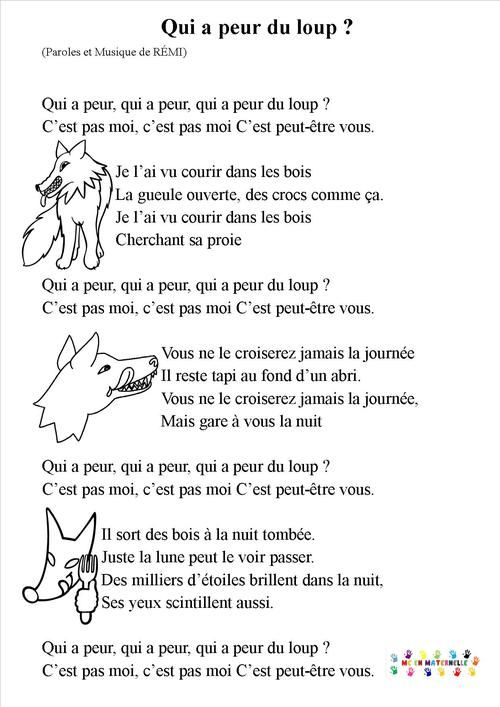 Qui a peur du loup ?
(Paroles et Musique de RÉMI)
Qui a peur, qui a peur, qui a peur du loup ?
C’est pas moi, c’est pas moi C’est peut-être vous.
Je l’ai vu courir dans les bois
La gueule ouverte, des crocs comme ça.
Je l’ai vu courir dans les bois
Cherchant sa proie
Qui a peur, qui a peur, qui a peur du loup ?
C’est pas moi, c’est pas moi C’est peut-être vous.
Vous ne le croiserez jamais la journée
Il reste tapi au fond d’un abri.
Vous ne le croiserez jamais la journée,
Mais gare à vous la nuit
Qui a peur, qui a peur, qui a peur du loup ?
C’est pas moi, c’est pas moi C’est peut-être vous.
Il sort des bois à la nuit tombée.
Juste la lune peut le voir passer.
Des milliers d’étoiles brillent dans la nuit,
Ses yeux scintillent aussi.
Qui a peur, qui a peur, qui a peur du loup ?
C’est pas moi, c’est pas moi C’est peut-être vous.
MC EN MATERNELLE